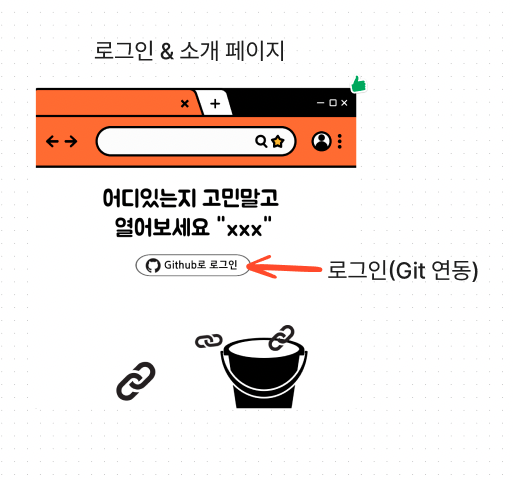 로그인 & 소개 페이지
어디있는지 고민말고
열어보세요 "xxx"
Github로 로그인
로그인(Git 연동)